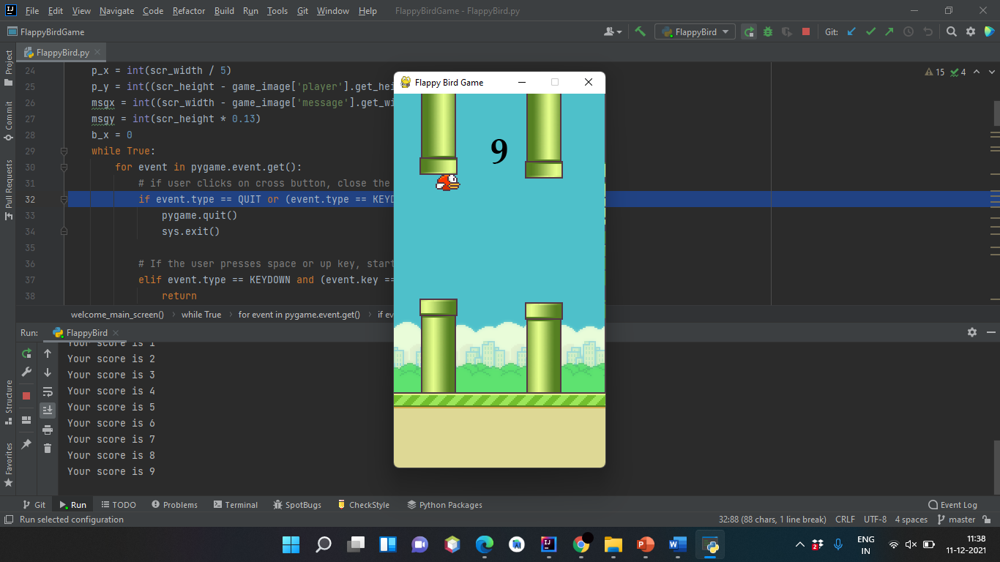 File Edit View Navigate Code Refactor Build Run Tools Git Window Help FlappyBirdGame - FlappyBird.py
FlappyBirdGame FlappyBird Git:
FlappyBird.py
24 p_x = int(scr_width / 5)
25 p_y = int((scr_height - game_image['player'].get_hei
26 msgx = int((scr_width - game_image['message'].get_wi
27 msgy = int(scr_height * 0.13)
28 b_x = 0
29 while True:
30 for event in pygame.event.get():
31 # if user clicks on cross button, close the
32 if event.type == QUIT or (event.type == KEYD
33 pygame.quit()
34 sys.exit()
35
36 # If the user presses space or up key, start
37 elif event.type == KEYDOWN and (event.key ==
38 return
15 4
Project
Commit
Pull Requests
Structure
Favorites
Flappy Bird Game
9
welcome_main_screen() while True for event in pygame.event.get() if ev
Run: FlappyBird
Your score is 1
Your score is 2
Your score is 3
Your score is 4
Your score is 5
Your score is 6
Your score is 7
Your score is 8
Your score is 9
Git Run TODO Problems Terminal SpotBugs CheckStyle Python Packages Event Log
Run selected configuration 32:88 (88 chars, 1 line break) CRLF UTF-8 4 spaces master
ENG 11:38
IN 11-12-2021